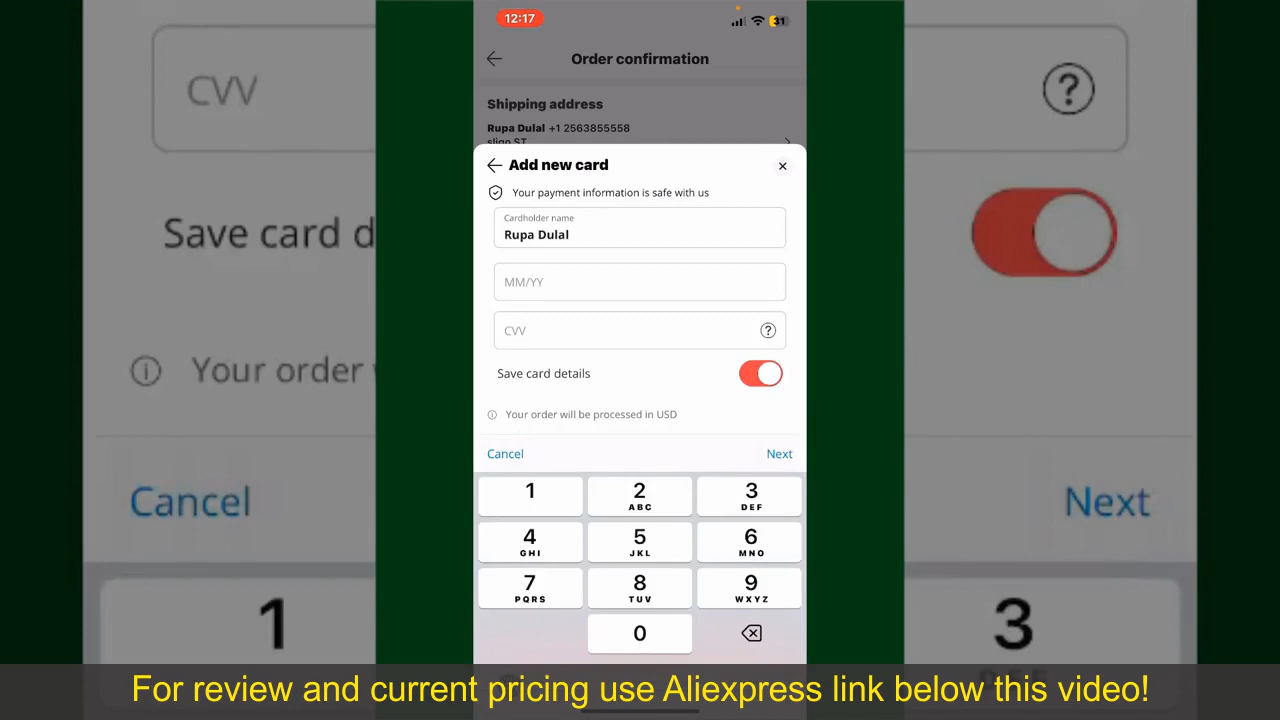 12:17
31
Order confirmation
Shipping address
Rupa Dulal +1 2563855558
sligo ST
Add new card
Your payment information is safe with us
Cardholder name
Rupa Dulal
MM/YY
CVV
?
Save card details
Your order will be processed in USD
Cancel
Next
1
2
ABC
3
DEF
4
GHI
5
JKL
6
MNO
7
PQRS
8
TUV
9
WXYZ
0
CVV
?
Save card d
Your order
Cancel
Next
1
3
For review and current pricing use Aliexpress link below this video!